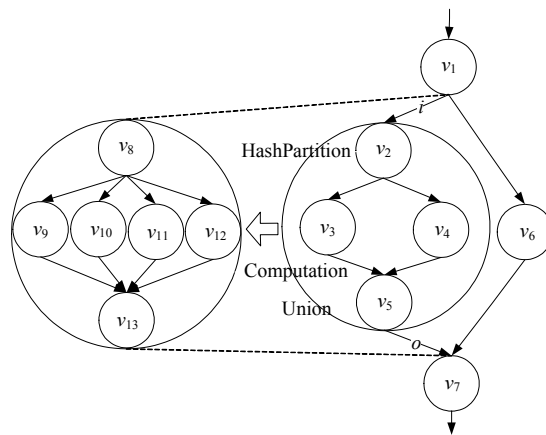 v1
i
v8
HashPartition
v2
v9
v10
v11
v12
v3
v4
v6
Computation
v13
Union
v5
o
v7